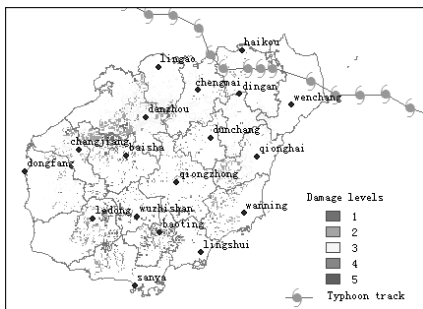 haikou
lingao
chengmai
dingan
wenchang
danzhou
dunchang
changjiang
baisha
qionghai
dongfang
qiongzhong
Damage levels
1
2
3
4
5
Typhoon track
ledong
wuzhishan
wanning
baoting
lingshui
sanya